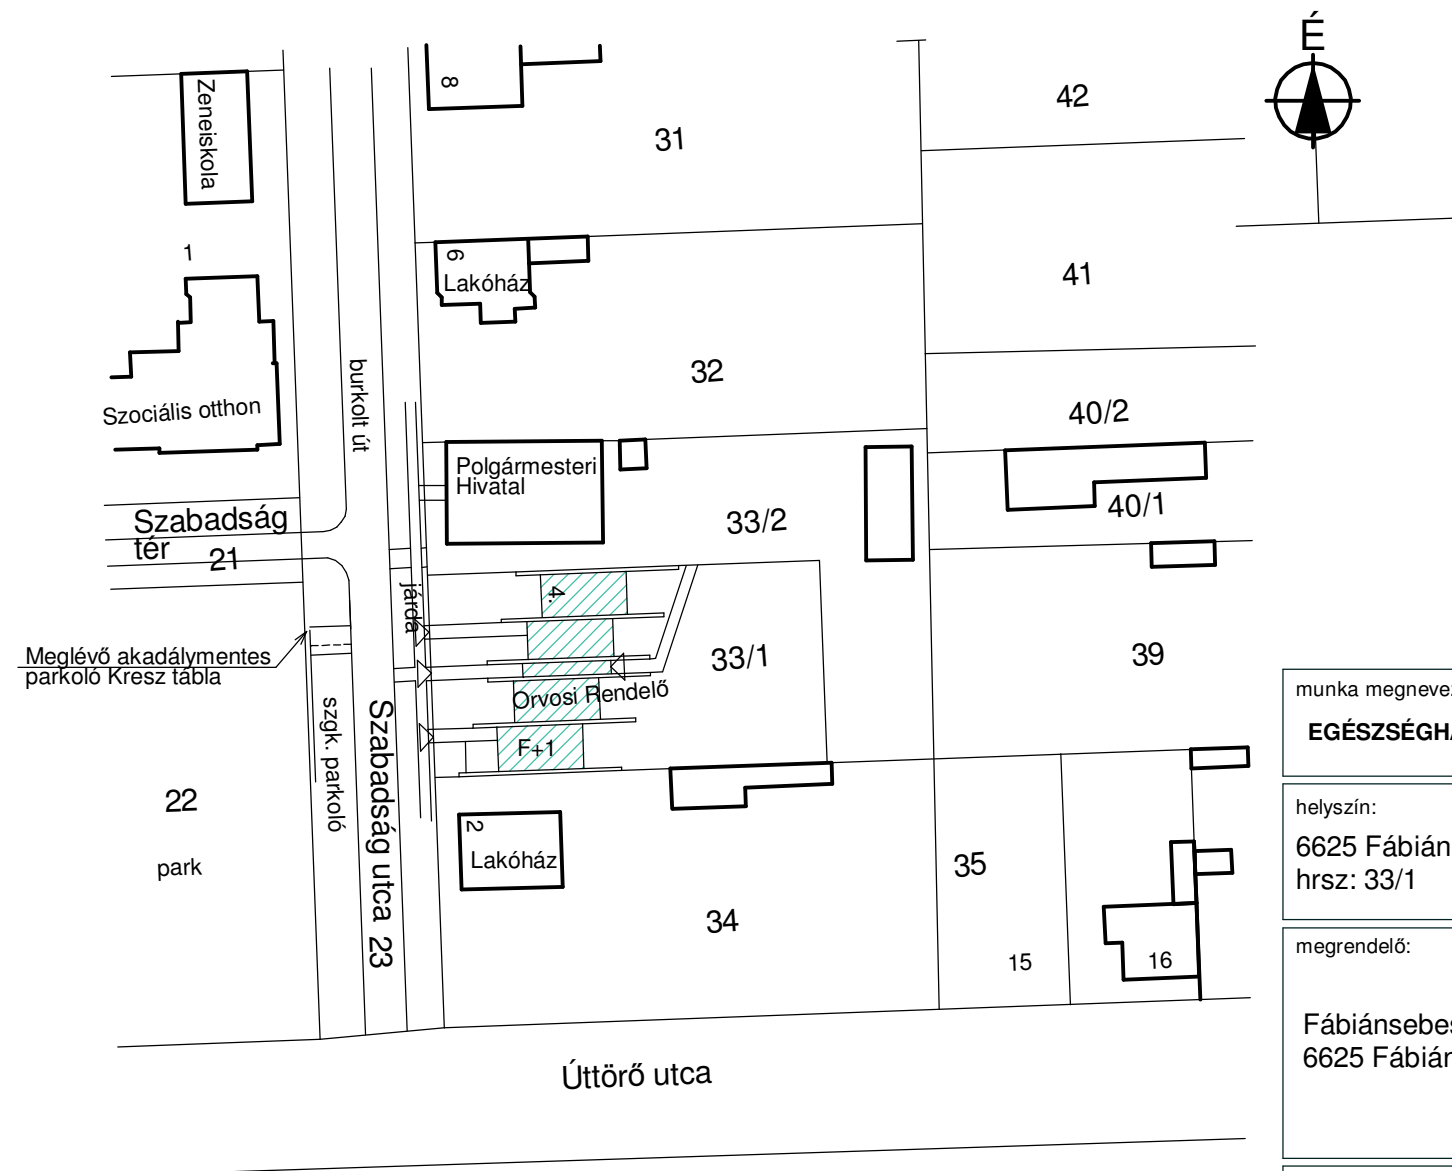 É
42
Zeneiskola
8
31
1
6
Lakóház
41
32
burkolt út
Szociális otthon
40/2
Polgármesteri
Hivatal
33/2
40/1
Szabadság
tér
21
járda
4.
Meglévő akadálymentes
parkoló Kresz tábla
33/1
39
Orvosi Rendelő
F+1
szgk. parkoló
Szabadság utca 23
22
park
2
Lakóház
34
35
15
16
Úttörő utca
munka megnevez
EGÉSZSÉGHÁ
helyszín:
6625 Fábián
hrsz: 33/1
megrendelő:
Fábiánsebes
6625 Fábián